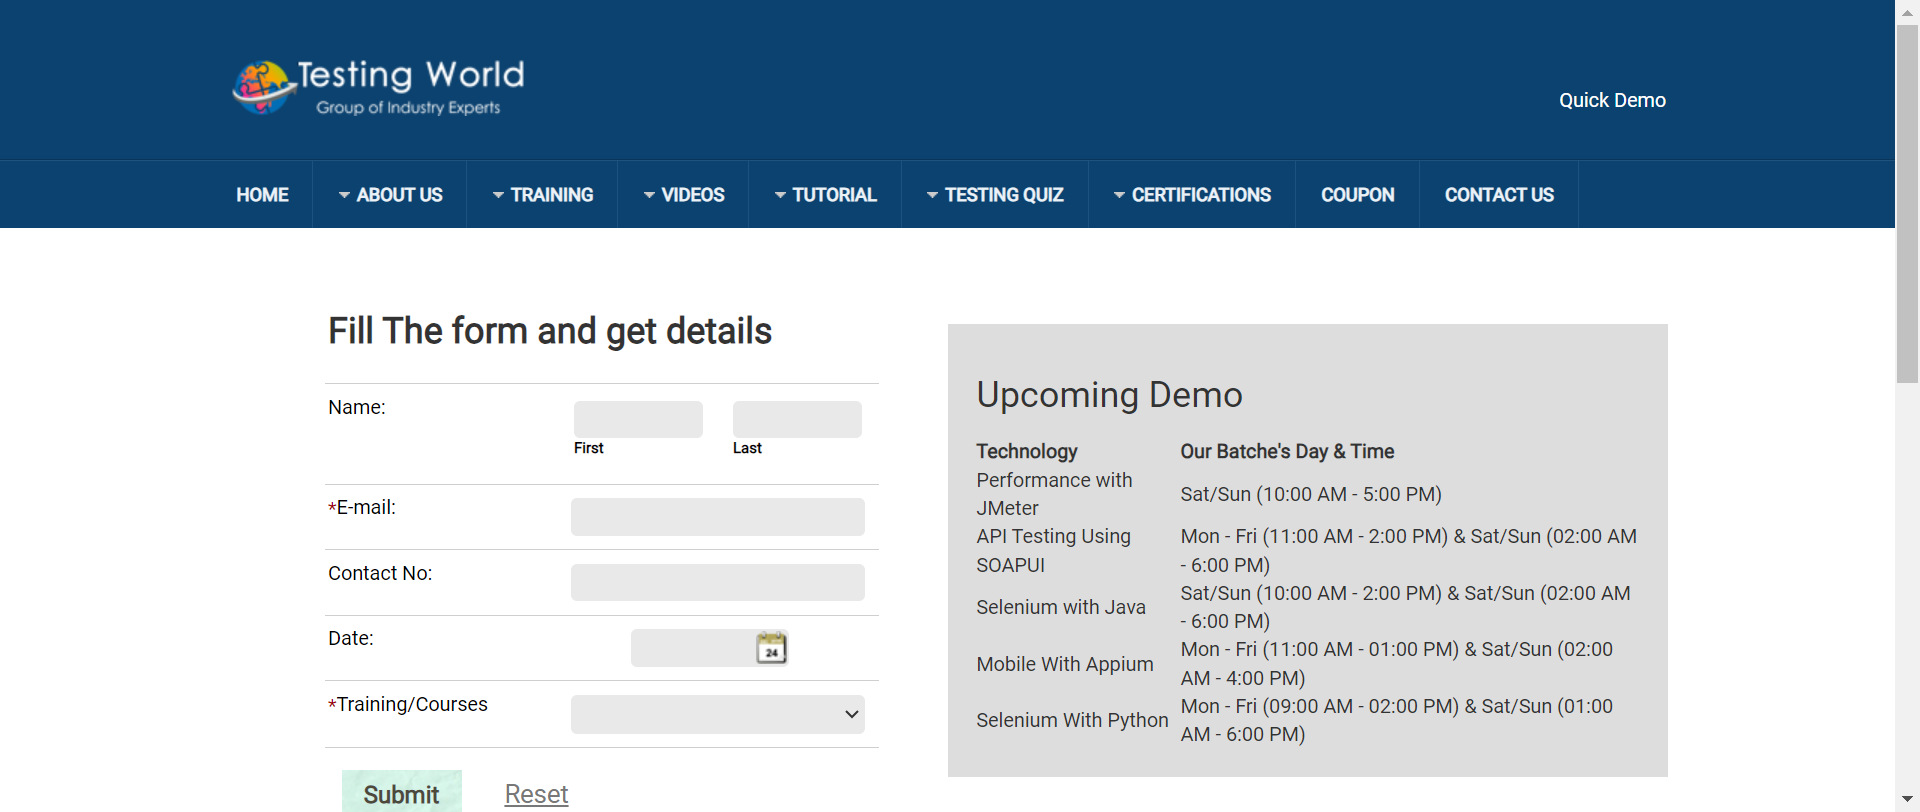 Testing World
Group of Industry Experts
Quick Demo
HOME ABOUT US TRAINING VIDEOS TUTORIAL TESTING QUIZ CERTIFICATIONS COUPON CONTACT US
Fill The form and get details
Name:
First Last
*E-mail:
Contact No:
Date:
24
*Training/Courses
Submit Reset
Upcoming Demo
Technology Our Batche's Day & Time
Performance with
JMeter
Sat/Sun (10:00 AM - 5:00 PM)
API Testing Using
SOAPUI
Mon - Fri (11:00 AM - 2:00 PM) & Sat/Sun (02:00 AM
- 6:00 PM)
Selenium with Java
Sat/Sun (10:00 AM - 2:00 PM) & Sat/Sun (02:00 AM
- 6:00 PM)
Mobile With Appium
Mon - Fri (11:00 AM - 01:00 PM) & Sat/Sun (02:00
AM - 4:00 PM)
Selenium With Python
Mon - Fri (09:00 AM - 02:00 PM) & Sat/Sun (01:00
AM - 6:00 PM)